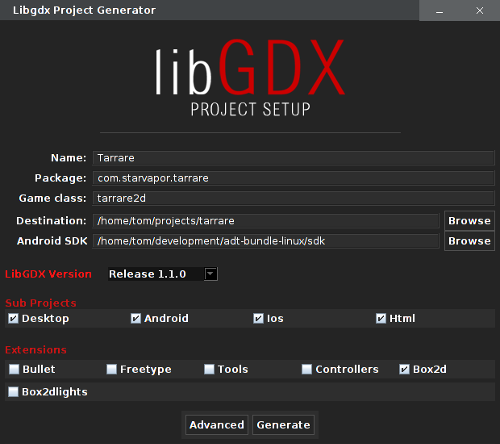 Libgdx Project Generator
libGDX
PROJECT SETUP
Name: Tarrare
Package: com.starvapor.tarrare
Game class: tarrare2d
Destination: /home/tom/projects/tarrare Browse
Android SDK /home/tom/development/adt-bundle-linux/sdk Browse
LibGDX Version Release 1.1.0
Sub Projects
Desktop Android Ios Html
Extensions
Bullet Freetype Tools Controllers Box2d
Box2dlights
Advanced Generate